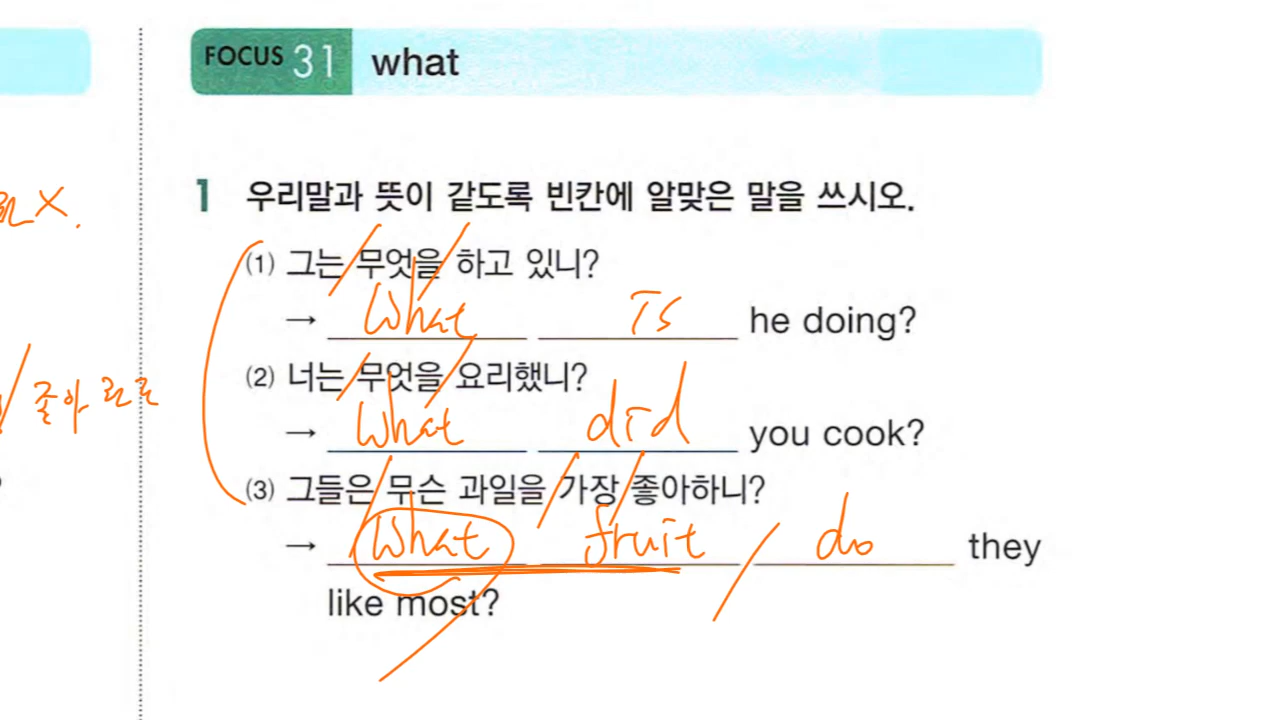 FOCUS 31 what
1 우리말과 뜻이 같도록 빈칸에 알맞은 말을 쓰시오.
(1) 그는 무엇을 하고 있니?
→ What is he doing?
(2) 너는 무엇을 요리했니?
→ What did you cook?
(3) 그들은 무슨 과일을 가장 좋아하니?
→ What fruit do they
like most?
X.
좋아
?